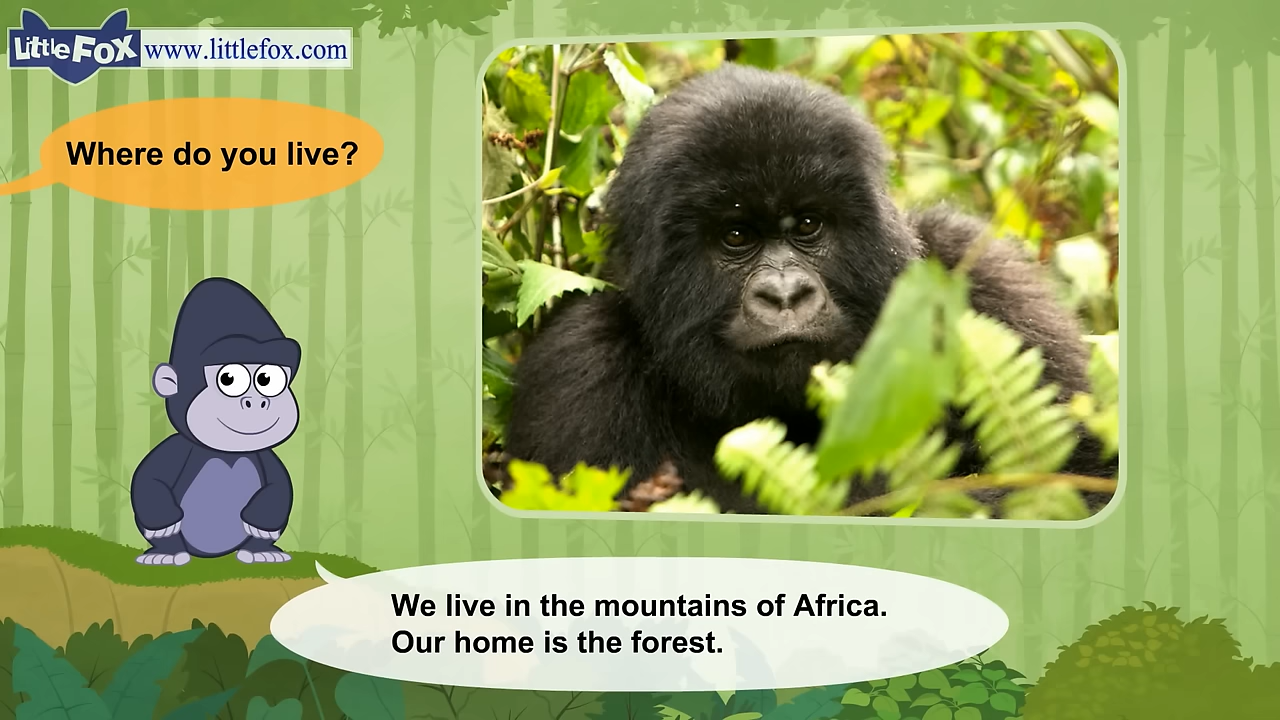 LITTLE FOX www.littlefox.com
Where do you live?
We live in the mountains of Africa.
Our home is the forest.